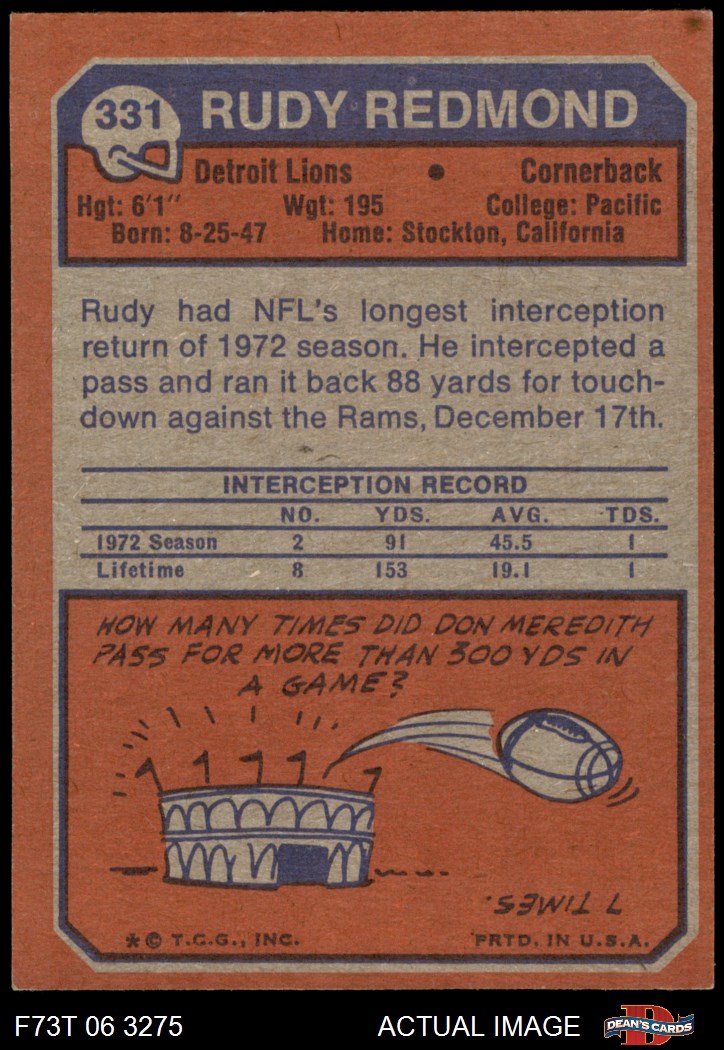 331
RUDY REDMOND
Detroit Lions • Cornerback
Hgt: 6'1" Wgt: 195 College: Pacific
Born: 8-25-47 Home: Stockton, California
Rudy had NFL's longest interception
return of 1972 season. He intercepted a
pass and ran it back 88 yards for touch-
down against the Rams, December 17th.
INTERCEPTION RECORD
NO. YDS. AVG. TDS.
1972 Season 2 91 45.5 1
Lifetime 8 153 19.1 1
HOW MANY TIMES DID DON MEREDITH
PASS FOR MORE THAN 300 YDS IN
A GAME?
7 TIMES.
* © T.C.G., INC. PRTD. IN U.S.A.
F73T 06 3275 ACTUAL IMAGE D
DEAN'S CARDS